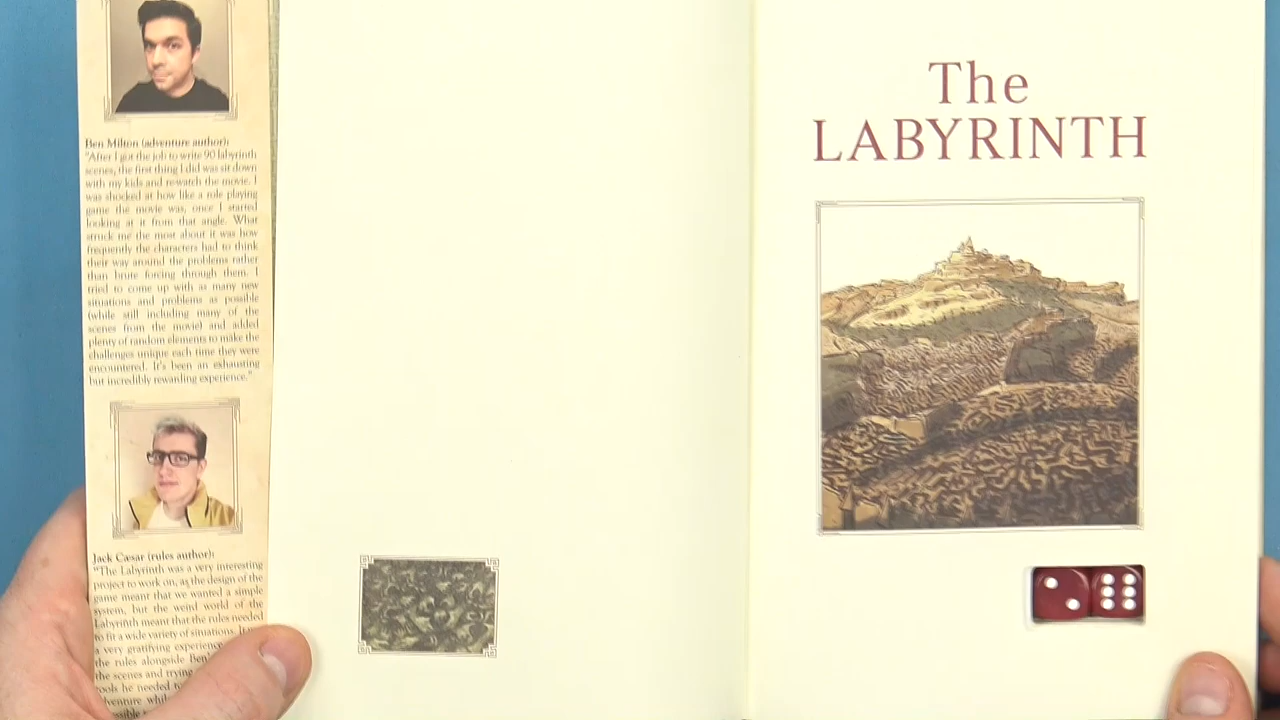 Ben Milton (adventure author):
"After I got the job to write 90 labyrinth
scenes, the first thing I did was sit down
with my kids and rewatch the movie. I
was shocked at how like a role playing
game the movie was, once I started
looking at it from that angle. What
struck me the most about it was how
frequently the characters had to think
their way around the problems rather
than brute forcing through them. I
tried to come up with as many new
situations and problems as possible
(while still including many of the
scenes from the movie) and added
plenty of random elements to make the
challenges unique each time they were
encountered. It's been an exhausting
but incredibly rewarding experience."
Jack Cæsar (rules author):
"The Labyrinth was a very interesting
project to work on, as the design of the
game meant that we wanted a simple
system, but the weird world of the
Labyrinth meant that the rules needed
to fit a wide variety of situations. It
a very gratifying experience
the rules alongside Ben
the scenes and trying
he needed
while
The
LABYRINTH